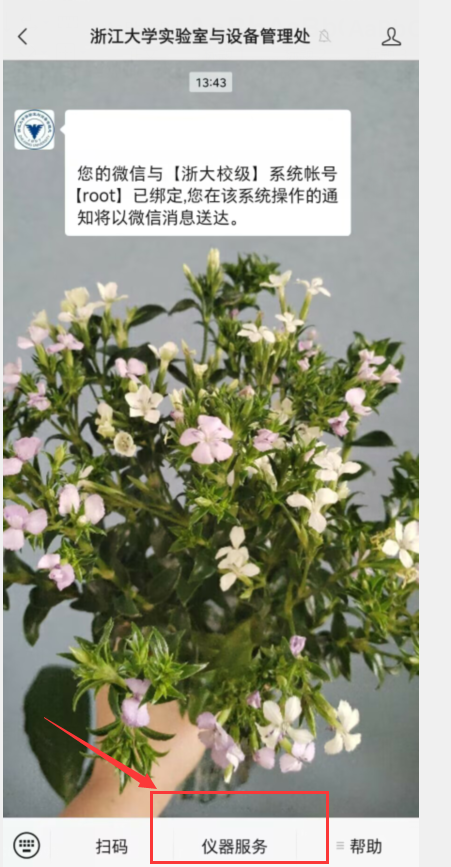 浙江大学实验室与设备管理处
13:43
您的微信与【浙大校级】系统帐号
【root】已绑定,您在该系统操作的通
知将以微信消息送达。
扫码
仪器服务
帮助